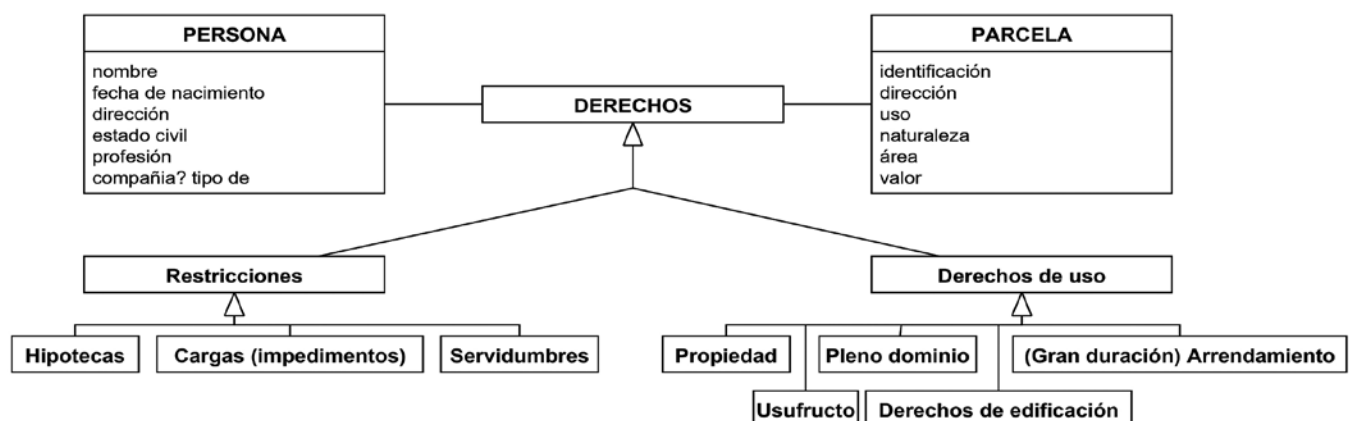 PERSONA
nombre
fecha de nacimiento
dirección
estado civil
profesión
compañia? tipo de
DERECHOS
PARCELA
identificación
dirección
uso
naturaleza
área
valor
Restricciones
Derechos de uso
Hipotecas
Cargas (impedimentos)
Servidumbres
Propiedad
Pleno dominio
(Gran duración) Arrendamiento
Usufructo
Derechos de edificación